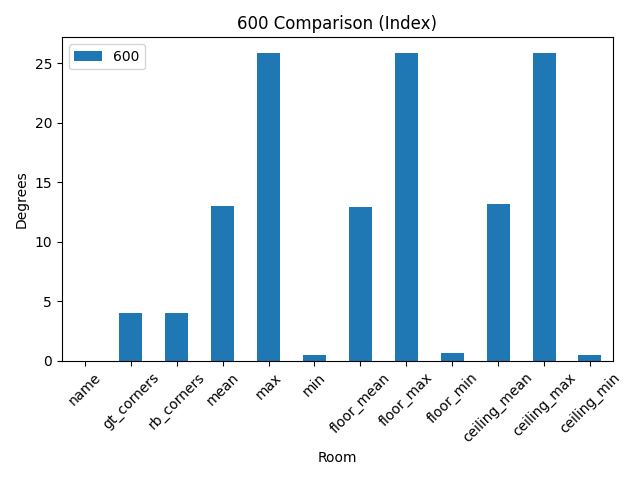 600 Comparison (Index)
600
Degrees
25
20
15
10
5
0
name
gt_corners
rb_corners
mean
max
min
floor_mean
floor_max
floor_min
ceiling_mean
ceiling_max
ceiling_min
Room